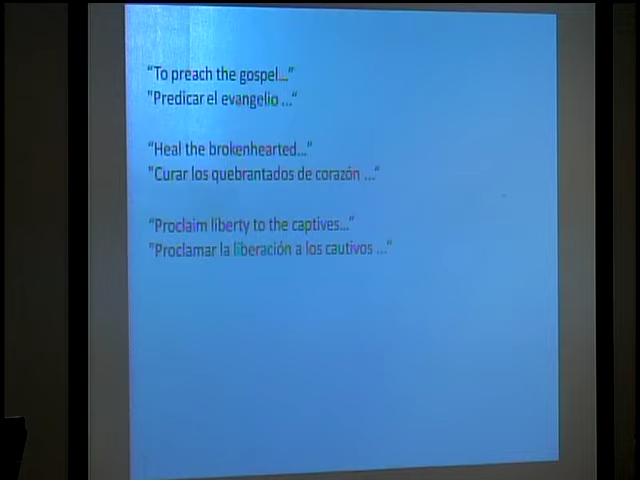 “To preach the gospel...”
"Predicar el evangelio ..."
“Heal the brokenhearted...”
"Curar los quebrantados de corazón ..."
“Proclaim liberty to the captives...”
"Proclamar la liberación a los cautivos ..."